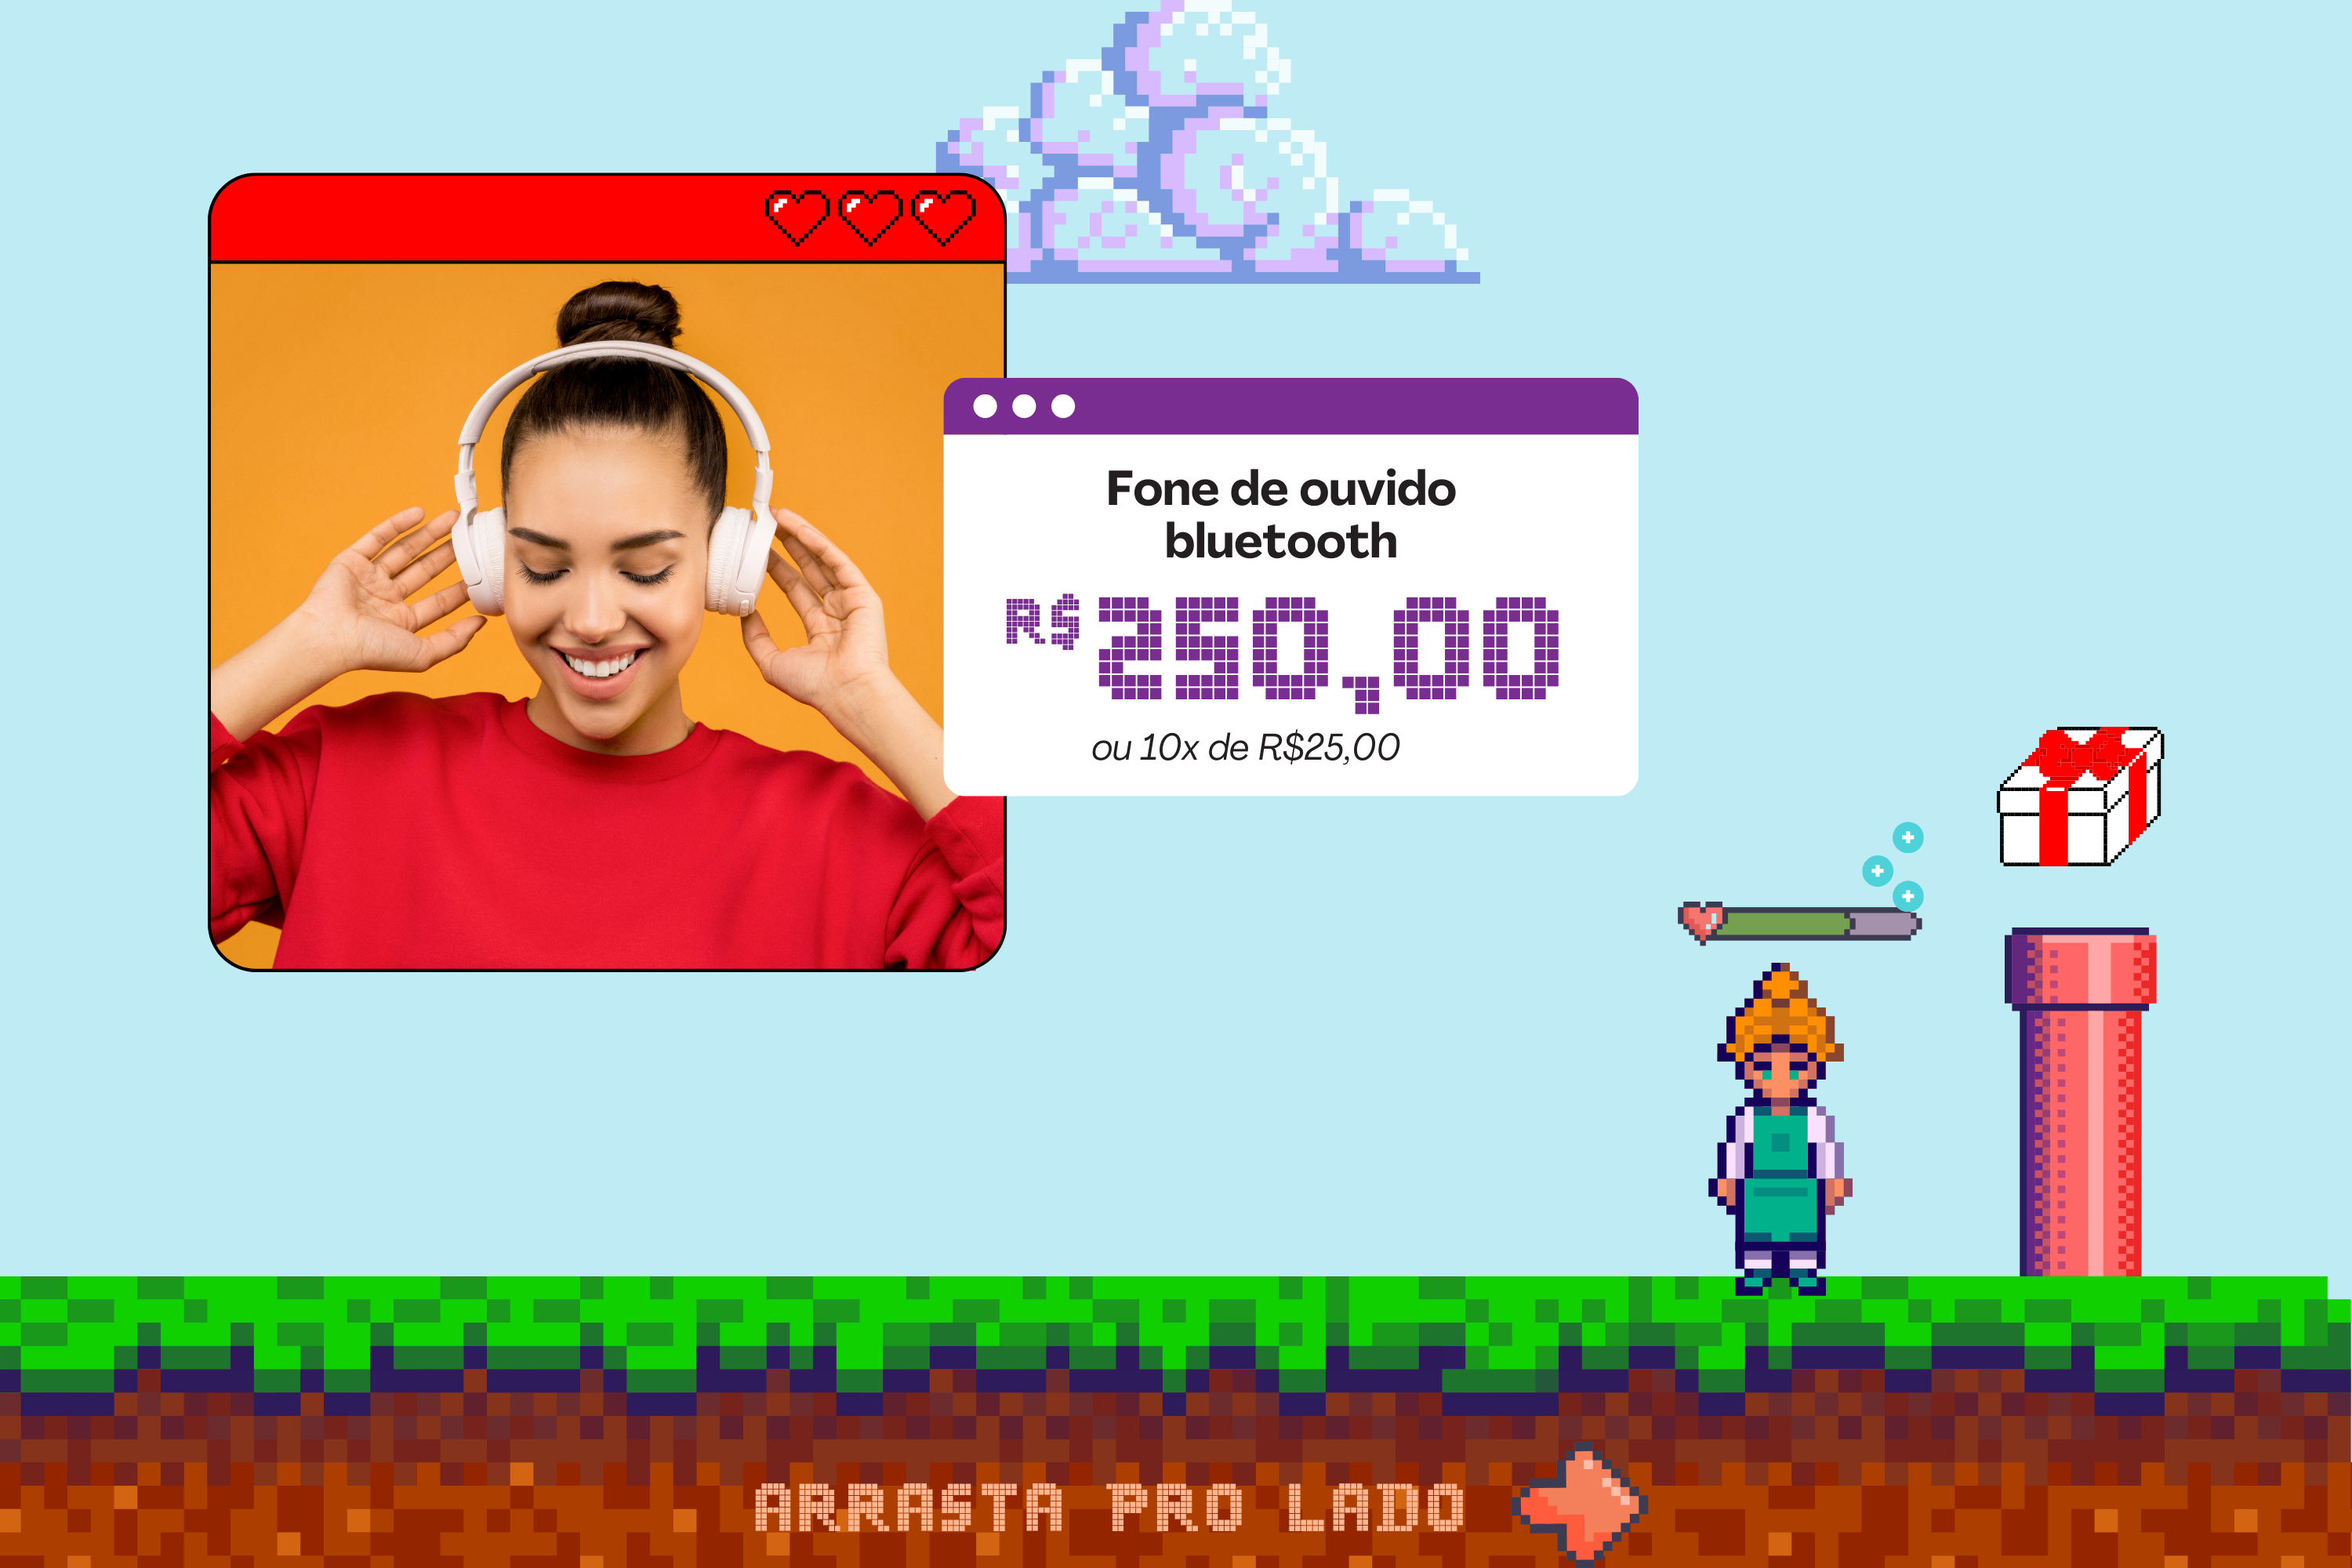 Fone de ouvido
bluetooth
R$250,00
ou 10x de R$25,00
ARRASTA PRO LADO